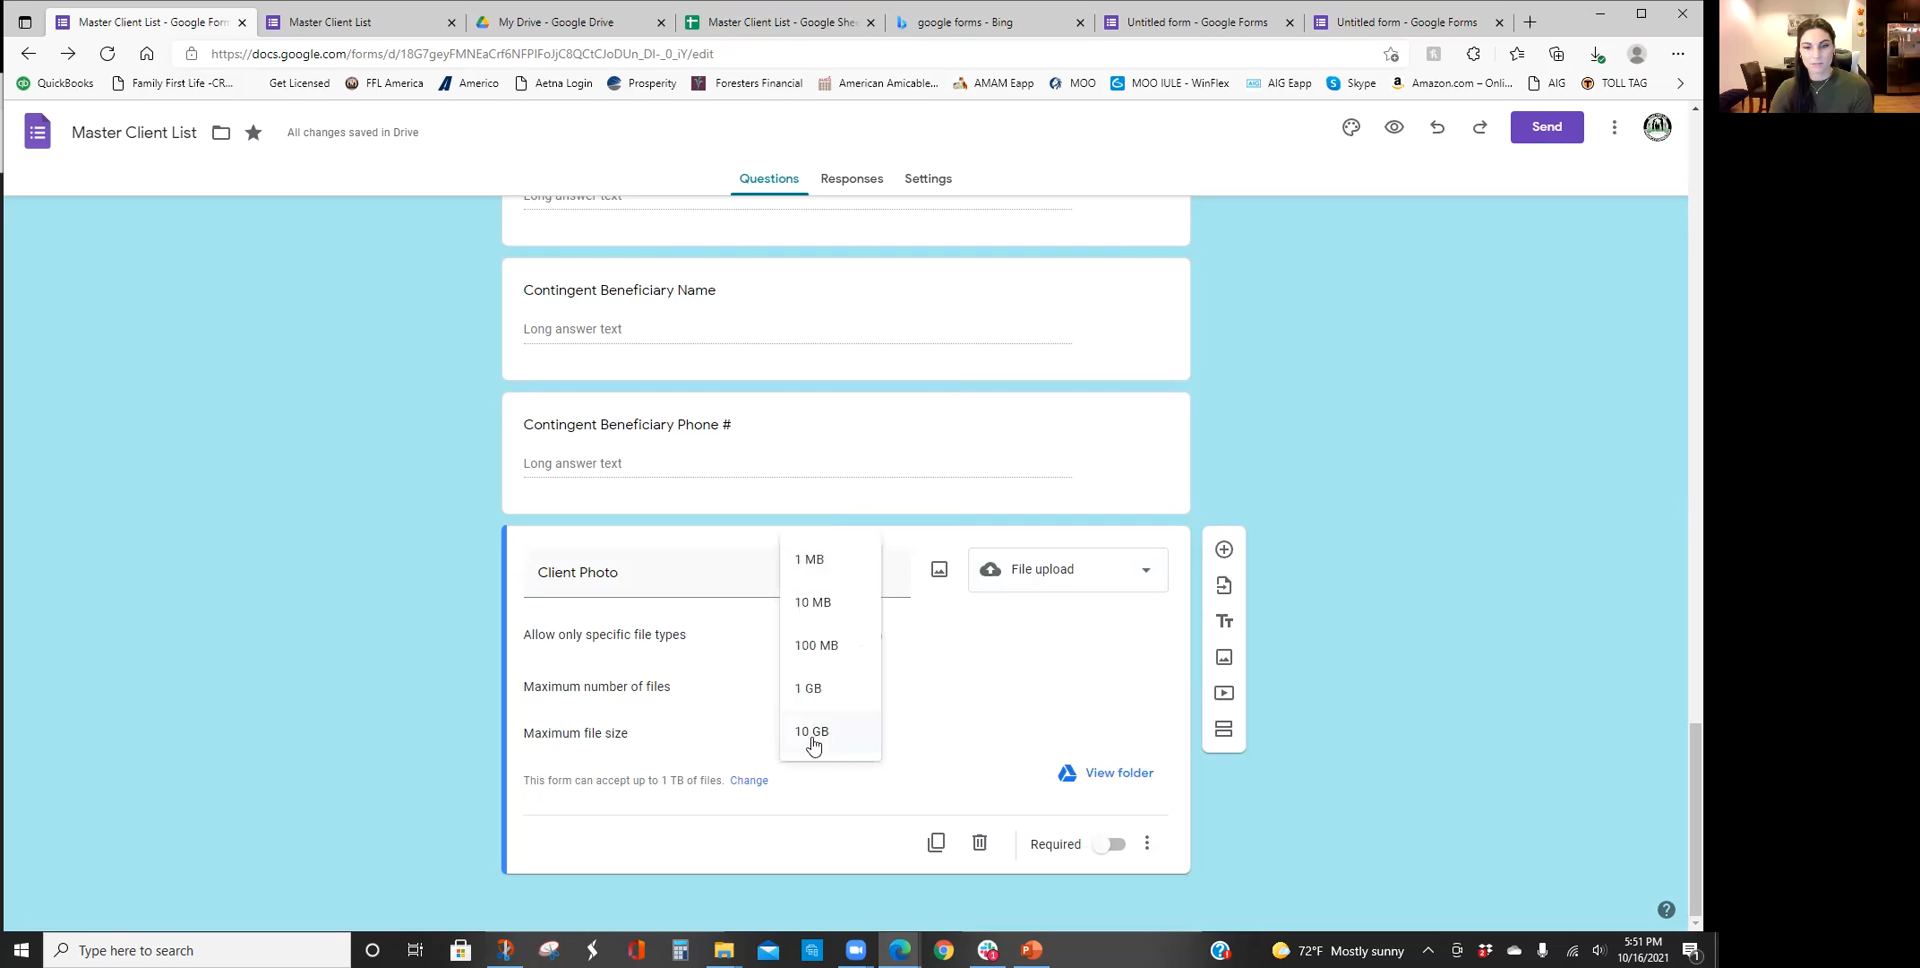 Master Client List - Google Forn
Master Client List
My Drive - Google Drive
Master Client List - Google Shee
google forms - Bing
Untitled form - Google Forms
Untitled form - Google Forms
https://docs.google.com/forms/d/18G7geyFMNEaCrf6NFPIFoJjC8QCtCJoDUn_DI-_0_iY/edit
QuickBooks
Family First Life -CR...
Get Licensed
FFL America
Americo
Aetna Login
Prosperity
Foresters Financial
American Amicable...
AMAM Eapp
MOO
MOO IULE - WinFlex
AIG Eapp
Skype
Amazon.com – Onli...
AIG
TOLL TAG
Master Client List
All changes saved in Drive
Send
Questions
Responses
Settings
Long answer text
Contingent Beneficiary Name
Long answer text
Contingent Beneficiary Phone #
Long answer text
Client Photo
File upload
1 MB
10 MB
100 MB
1 GB
10 GB
Allow only specific file types
Maximum number of files
Maximum file size
This form can accept up to 1 TB of files. Change
View folder
Required
Type here to search
72°F Mostly sunny
5:51 PM
10/16/2021